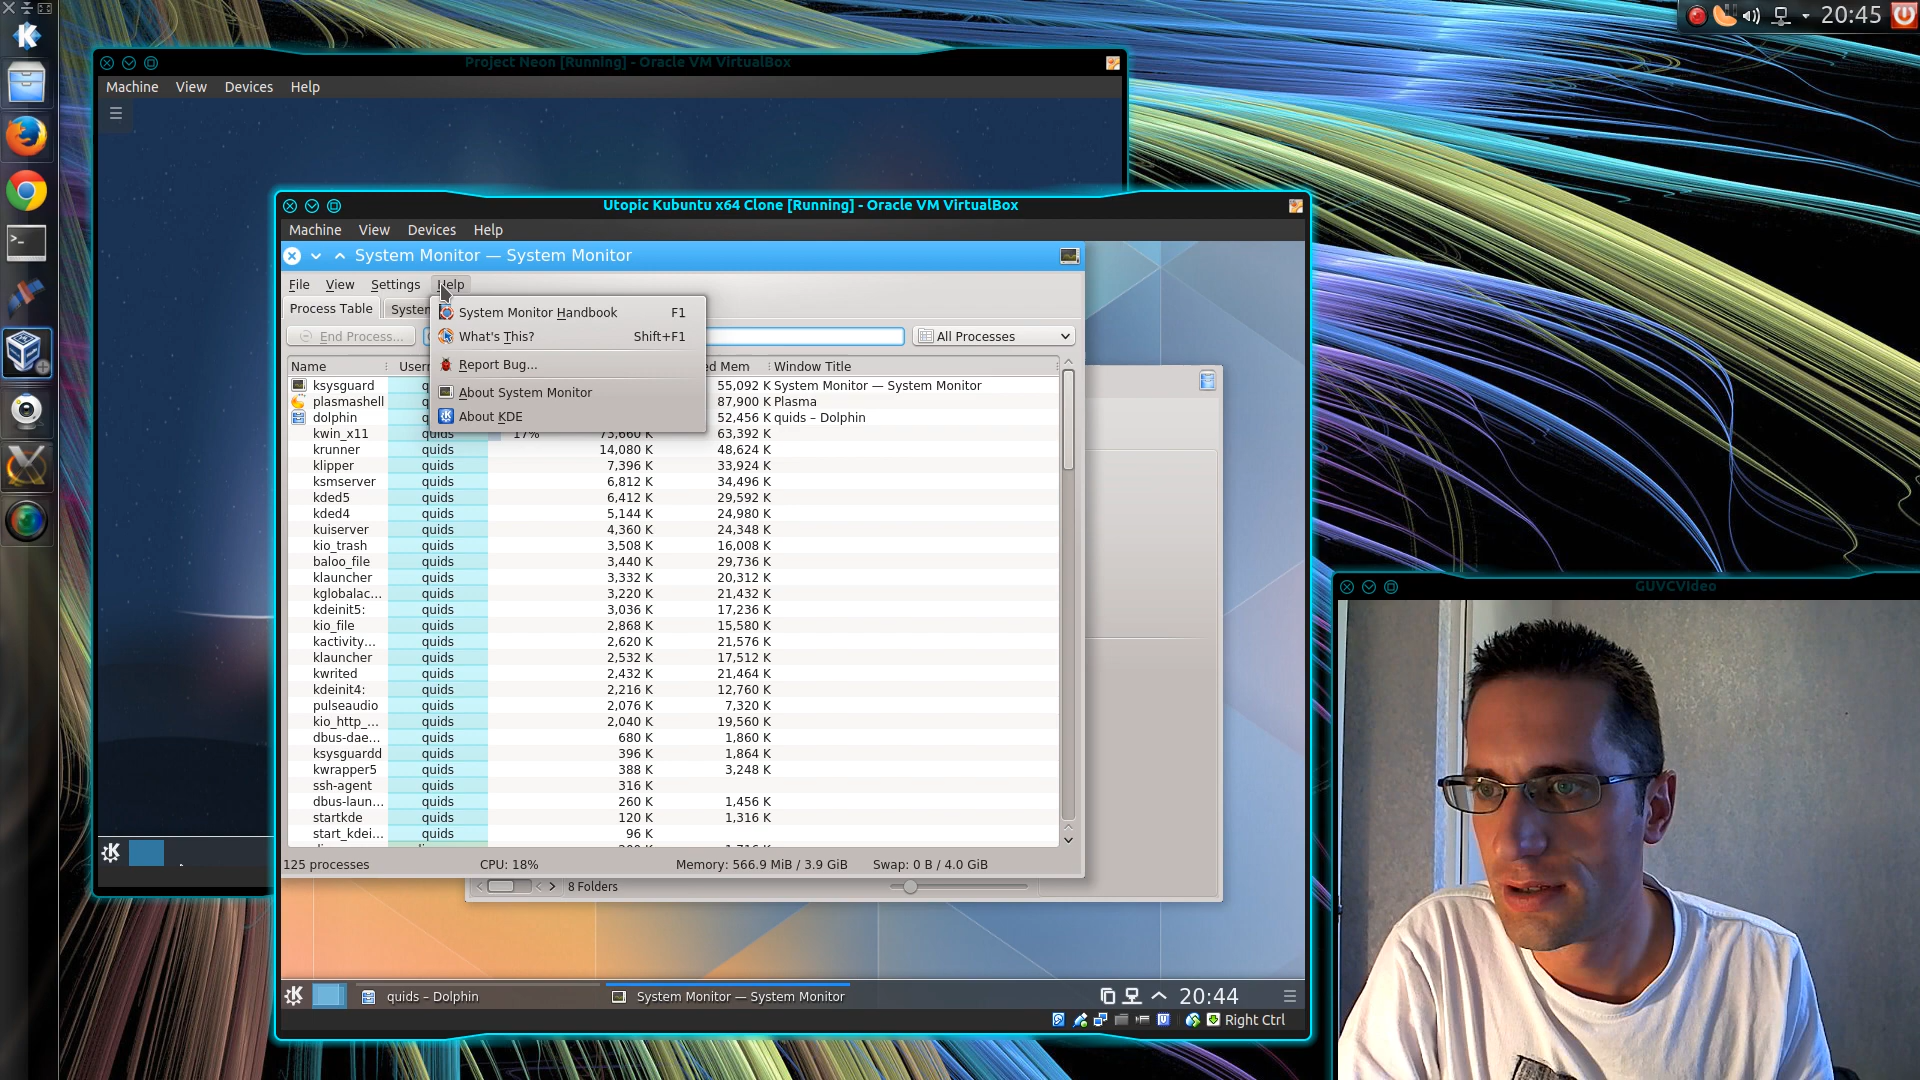 20:45
Project Neon [Running] - Oracle VM VirtualBox
Machine View Devices Help
Utopic Kubuntu x64 Clone [Running] - Oracle VM VirtualBox
Machine View Devices Help
System Monitor — System Monitor
File View Settings Help
Process Table
System Monitor Handbook F1
What's This? Shift+F1
Report Bug...
About System Monitor
About KDE
End Process...
All Processes
Name Mem Window Title
ksysguard 55,092 K System Monitor — System Monitor
plasmashell 87,900 K Plasma
dolphin 52,456 K quids – Dolphin
kwin_x11 quids 17% 73,660 K 63,392 K
krunner quids 14,080 K 48,624 K
klipper quids 7,396 K 33,924 K
ksmserver quids 6,812 K 34,496 K
kded5 quids 6,412 K 29,592 K
kded4 quids 5,144 K 24,980 K
kuiserver quids 4,360 K 24,348 K
kio_trash quids 3,508 K 16,008 K
baloo_file quids 3,440 K 29,736 K
klauncher quids 3,332 K 20,312 K
kglobalac... quids 3,220 K 21,432 K
kdeinit5: quids 3,036 K 17,236 K
kio_file quids 2,868 K 15,580 K
kactivity... quids 2,620 K 21,576 K
klauncher quids 2,532 K 17,512 K
kwrited quids 2,432 K 21,464 K
kdeinit4: quids 2,216 K 12,760 K
pulseaudio quids 2,076 K 7,320 K
kio_http_... quids 2,040 K 19,560 K
dbus-dae... quids 680 K 1,860 K
ksysguardd quids 396 K 1,864 K
kwrapper5 quids 388 K 3,248 K
ssh-agent quids 316 K
dbus-laun... quids 260 K 1,456 K
startkde quids 120 K 1,316 K
start_kdei... quids 96 K
125 processes CPU: 18% Memory: 566.9 MiB / 3.9 GiB Swap: 0 B / 4.0 GiB
8 Folders
quids – Dolphin
System Monitor — System Monitor
20:44
Right Ctrl
GUVCVideo